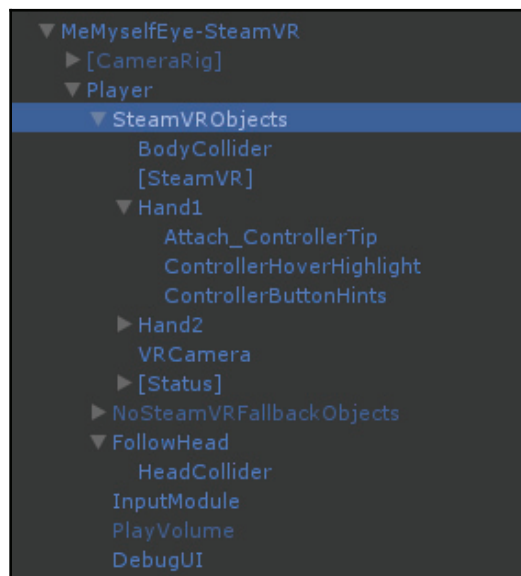 MeMyselfEye-SteamVR
[CameraRig]
Player
SteamVRObjects
BodyCollider
[SteamVR]
Hand1
Attach_ControllerTip
ControllerHoverHighlight
ControllerButtonHints
Hand2
VRCamera
[Status]
NoSteamVRFallbackObjects
FollowHead
HeadCollider
InputModule
PlayVolume
DebugUI